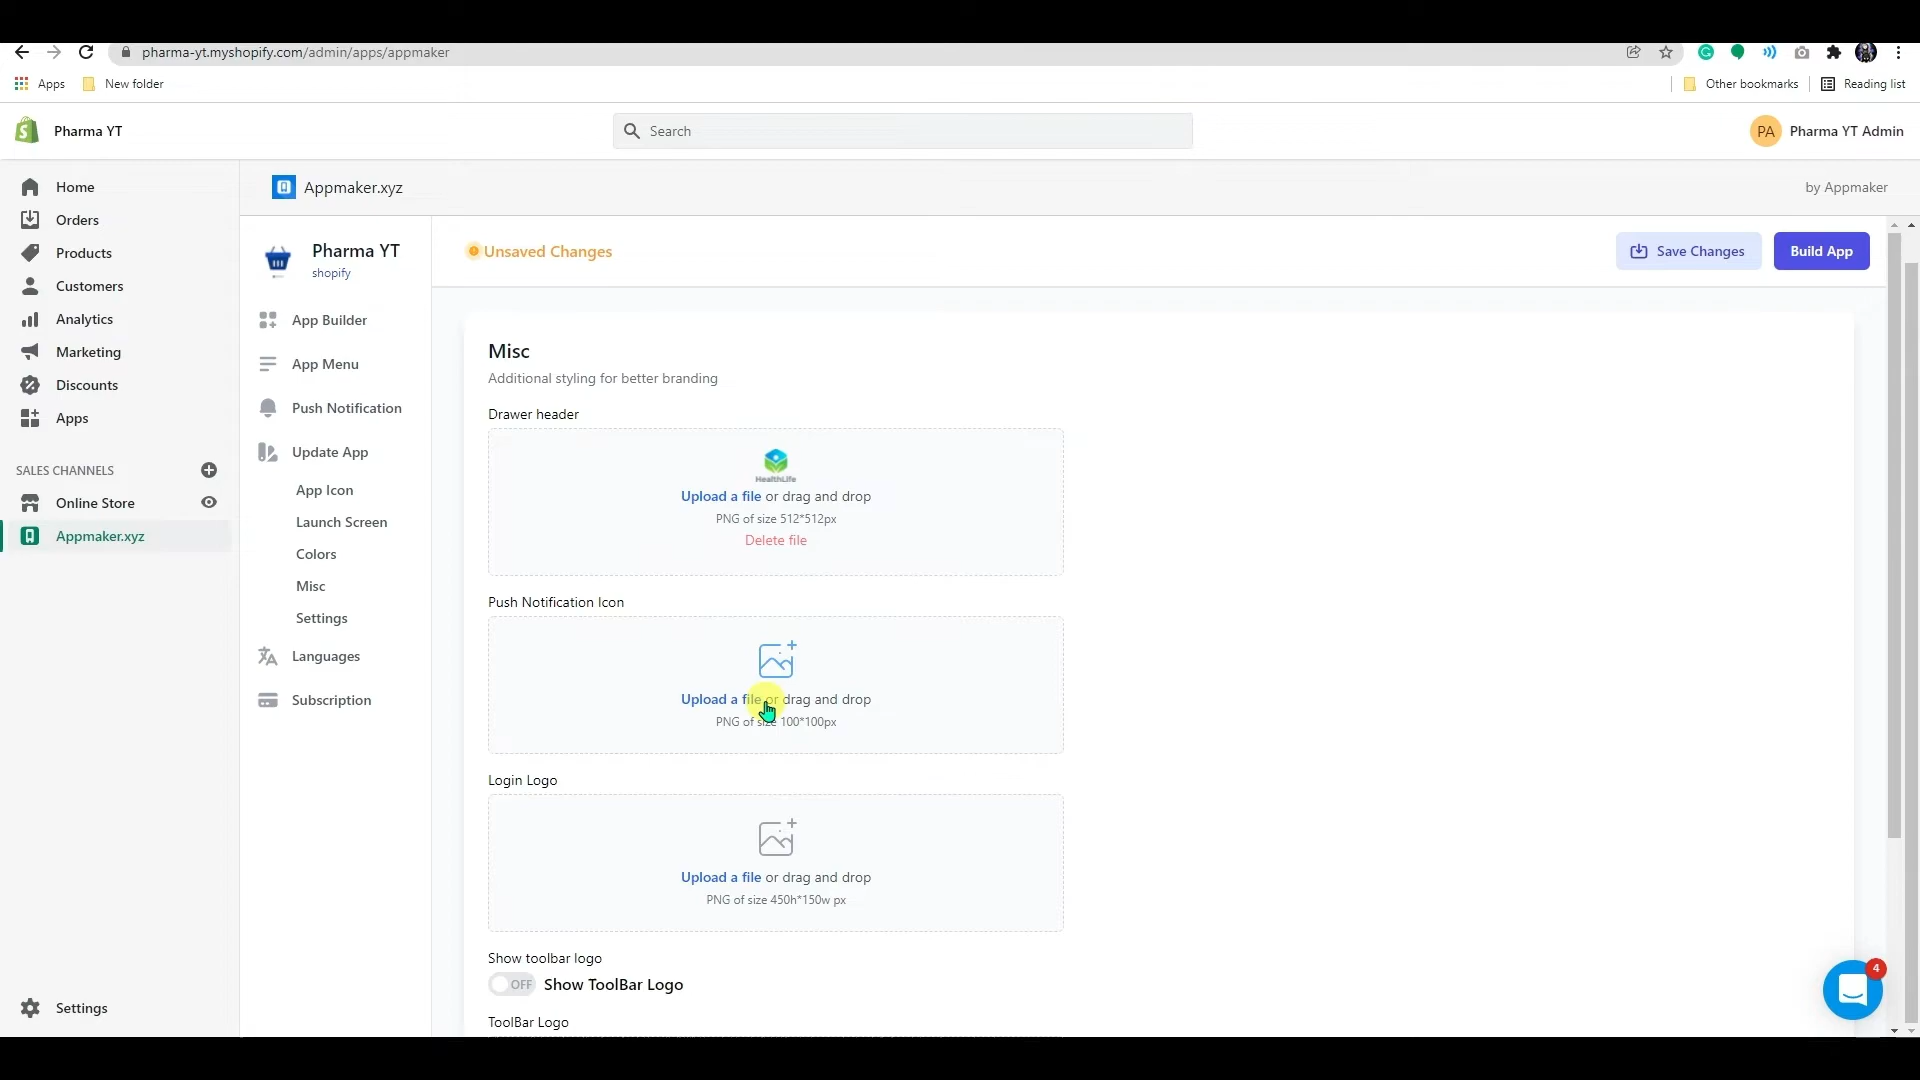 pharma-yt.myshopify.com/admin/apps/appmaker
Apps
New folder
Other bookmarks
Reading list
Pharma YT
Search
PA
Pharma YT Admin
Home
Orders
Products
Customers
Analytics
Marketing
Discounts
Apps
SALES CHANNELS
Online Store
Appmaker.xyz
Settings
Appmaker.xyz
by Appmaker
Pharma YT
shopify
App Builder
App Menu
Push Notification
Update App
App Icon
Launch Screen
Colors
Misc
Settings
Languages
Subscription
Unsaved Changes
Save Changes
Build App
Misc
Additional styling for better branding
Drawer header
HealthLife
Upload a file or drag and drop
PNG of size 512*512px
Delete file
Push Notification Icon
Upload a file or drag and drop
PNG of size 100*100px
Login Logo
Upload a file or drag and drop
PNG of size 450h*150w px
Show toolbar logo
OFF
Show ToolBar Logo
ToolBar Logo
4